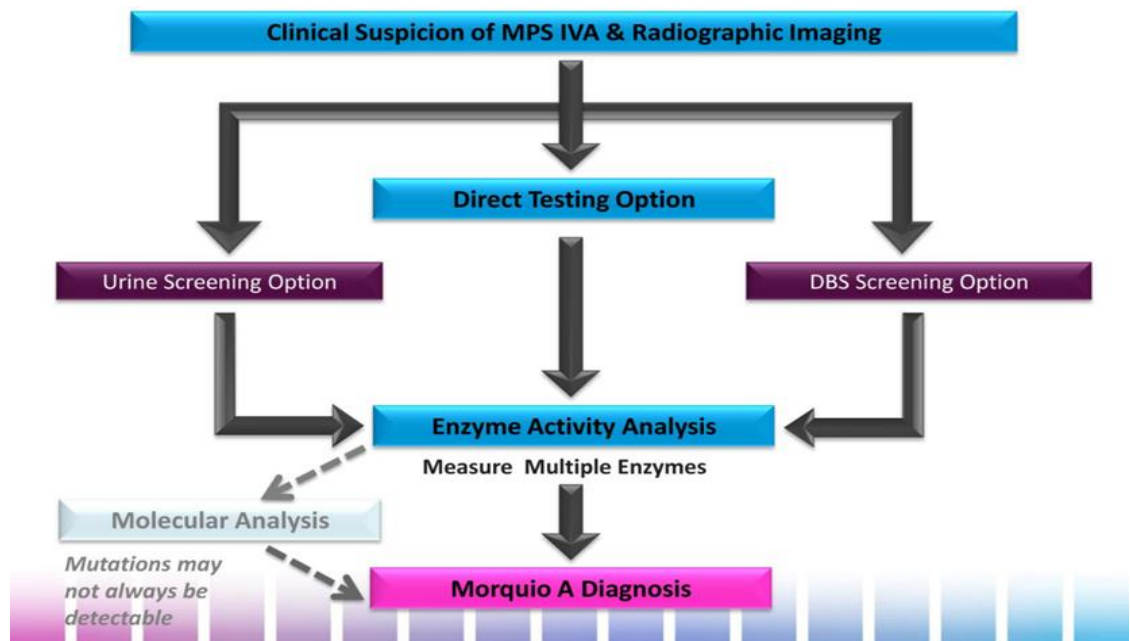 Clinical Suspicion of MPS IVA & Radiographic Imaging
Direct Testing Option
Urine Screening Option
DBS Screening Option
Enzyme Activity Analysis
Measure Multiple Enzymes
Molecular Analysis
Mutations may
not always be
detectable
Morquio A Diagnosis